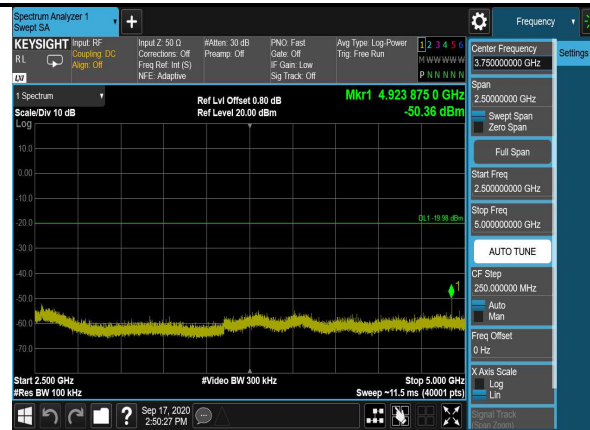 Spectrum Analyzer 1
Swept SA
+
Frequency
KEYSIGHT
RL
Input: RF
Coupling: DC
Align: Off
Input Z: 50 Ω
Corrections: Off
Freq Ref: Int (S)
NFE: Adaptive
#Atten: 30 dB
Preamp: Off
PNO: Fast
Gate: Off
IF Gain: Low
Sig Track: Off
Avg Type: Log-Power
Trig: Free Run
1 2 3 4 5 6
M W W W W W
P N N N N N
1 Spectrum
Scale/Div 10 dB
Log
Ref Lvl Offset 0.80 dB
Ref Level 20.00 dBm
Mkr1 4.923 875 0 GHz
-50.36 dBm
10.0
0.00
-10.0
-20.0
-30.0
-40.0
-50.0
-60.0
-70.0
DL1 -19.98 dBm
1
Start 2.500 GHz
#Res BW 100 kHz
#Video BW 300 kHz
Stop 5.000 GHz
Sweep ~11.5 ms (40001 pts)
?
Sep 17, 2020
2:50:27 PM
Center Frequency
3.750000000 GHz
Settings
Span
2.50000000 GHz
Swept Span
Zero Span
Full Span
Start Freq
2.500000000 GHz
Stop Freq
5.000000000 GHz
AUTO TUNE
CF Step
250.000000 MHz
Auto
Man
Freq Offset
0 Hz
X Axis Scale
Log
Lin
Signal Track
(Span Zoom)